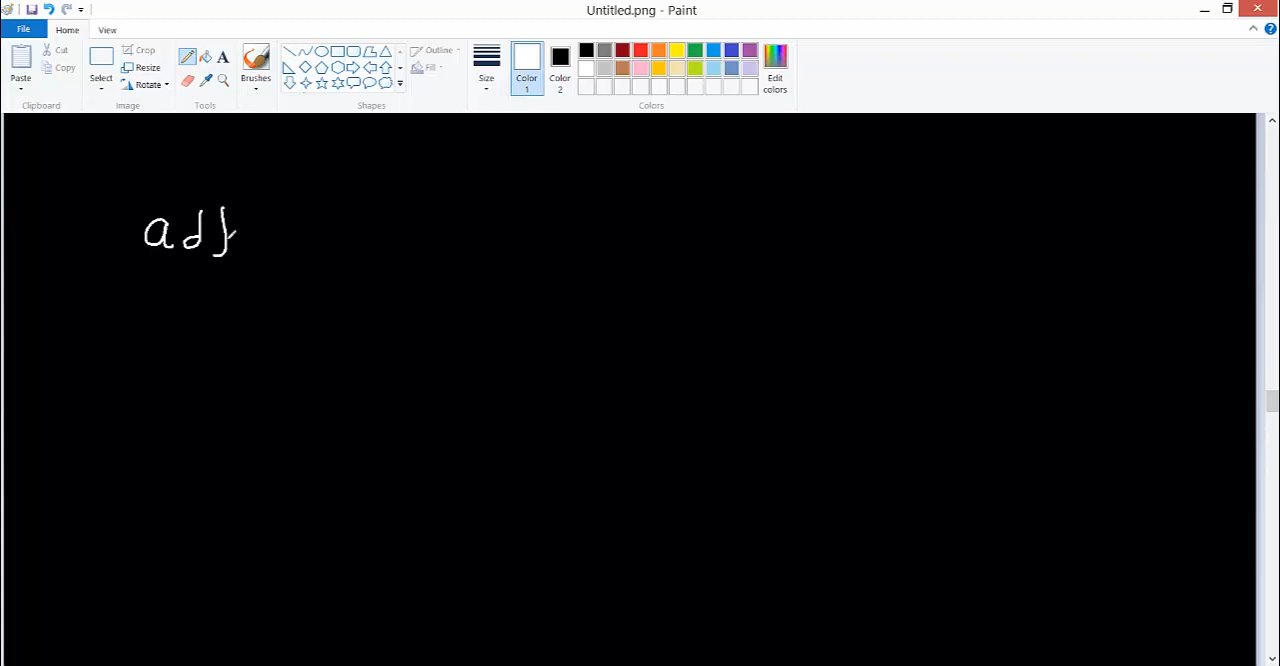 Untitled.png - Paint
File Home View
Paste
Cut
Copy
Clipboard
Select
Crop
Resize
Rotate
Image
Tools
Brushes
Shapes
Outline
Fill
Size
Color 1
Color 2
Colors
Edit colors
adj